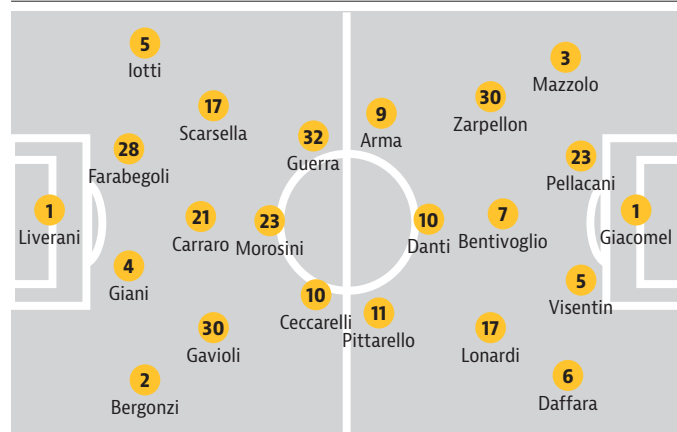 5
Iotti
17
Scarsella
28
Farabegoli
32
Guerra
1
Liverani
21
Carraro
23
Morosini
4
Giani
10
Ceccarelli
30
Gavioli
2
Bergonzi
3
Mazzolo
30
Zarpellon
9
Arma
23
Pellacani
10
Danti
7
Bentivoglio
1
Giacomel
5
Visentin
11
Pittarello
17
Lonardi
6
Daffara